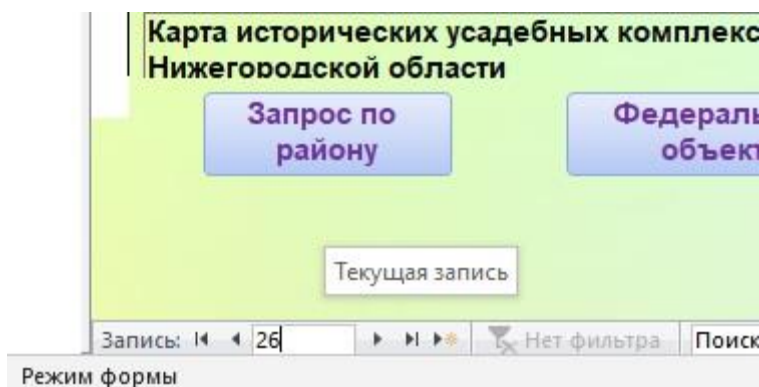 Карта исторических усадебных комплекс
Нижегородской области
Запрос по
району
Федераль
объект
Текущая запись
Запись: 26 Нет фильтра Поиск
Режим формы